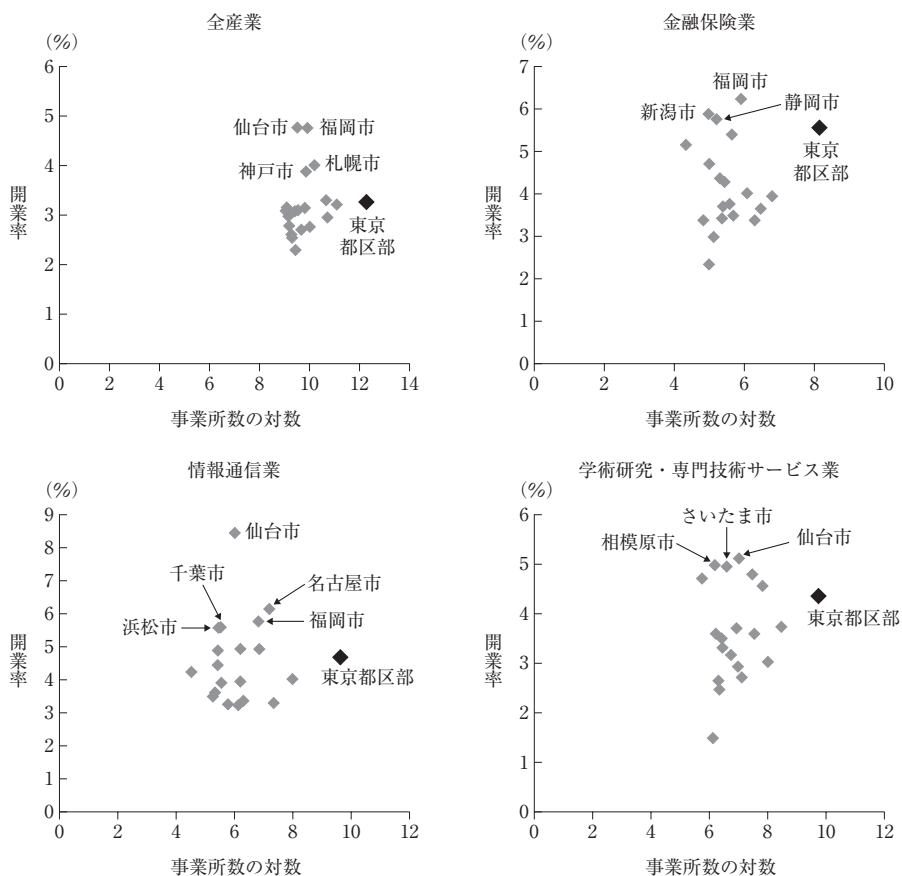 全産業
(%)
6
5
4
3
2
1
0
開業率
仙台市
福岡市
神戸市
札幌市
東京
都区部
0 2 4 6 8 10 12 14
事業所数の対数
金融保険業
(%)
7
6
5
4
3
2
1
0
開業率
福岡市
新潟市
静岡市
東京
都区部
0 2 4 6 8 10
事業所数の対数
情報通信業
(%)
9
8
7
6
5
4
3
2
1
0
開業率
仙台市
千葉市
名古屋市
浜松市
福岡市
東京都区部
0 2 4 6 8 10 12
事業所数の対数
学術研究・専門技術サービス業
(%)
6
5
4
3
2
1
0
開業率
さいたま市
相模原市
仙台市
東京都区部
0 2 4 6 8 10 12
事業所数の対数